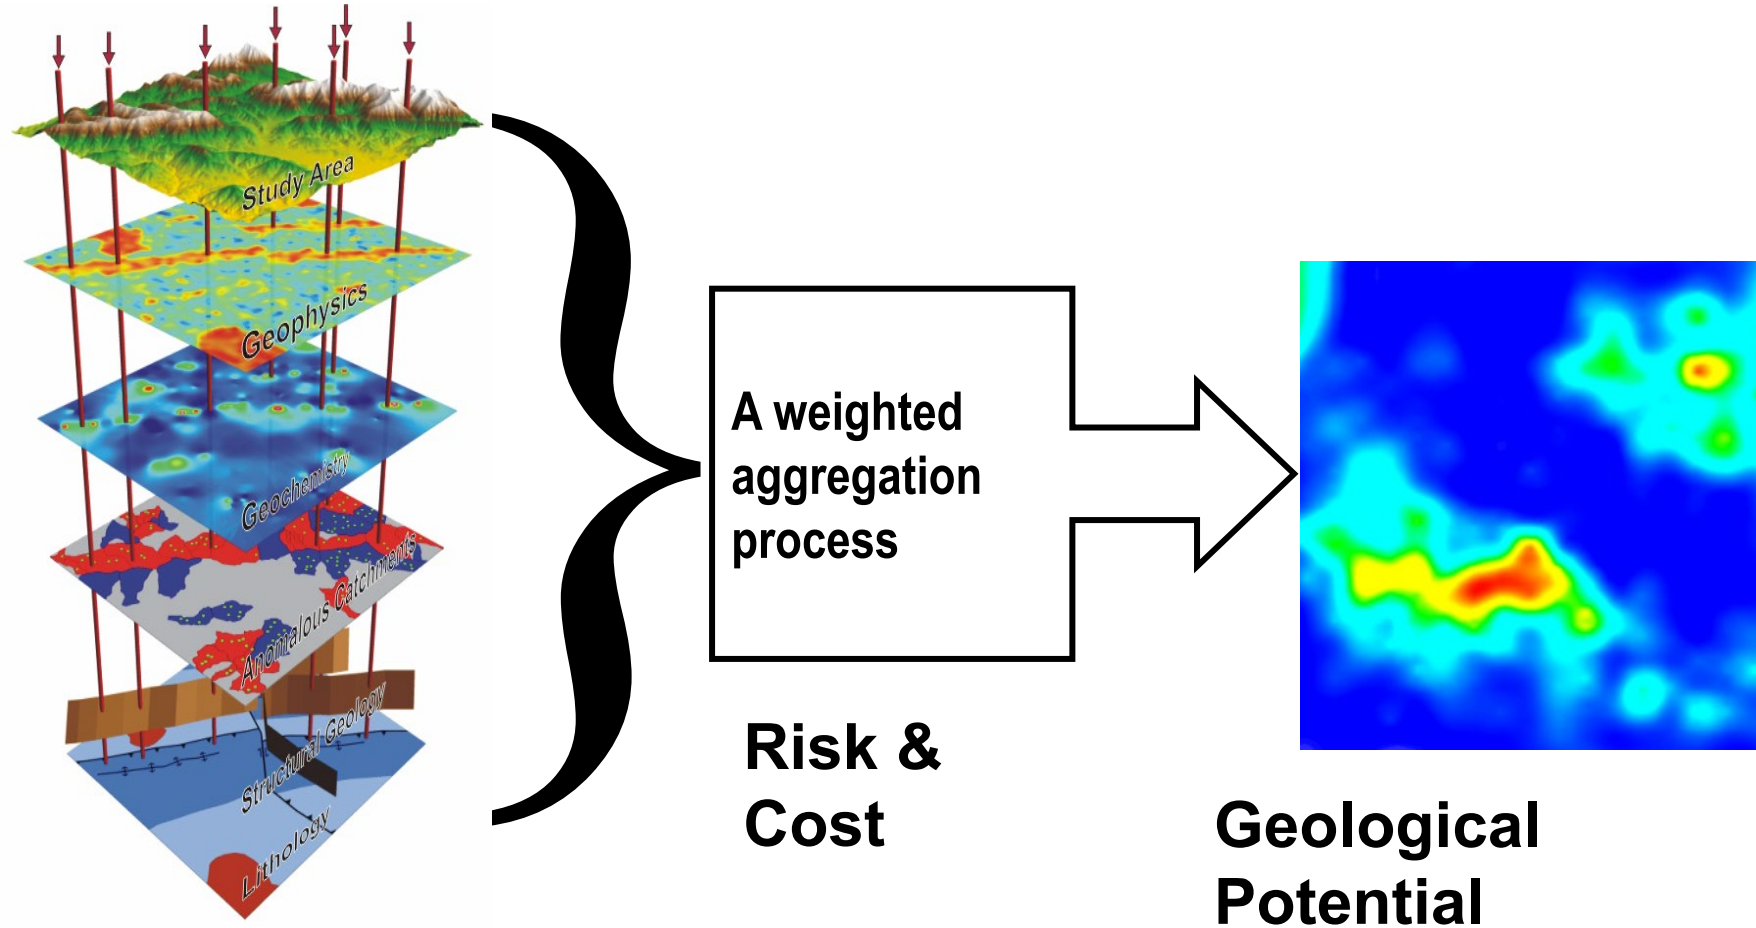 Study Area
Geophysics
Geochemistry
Anomalous Catchments
Structural Geology
Lithology
A weighted
aggregation
process
Risk &
Cost
Geological
Potential